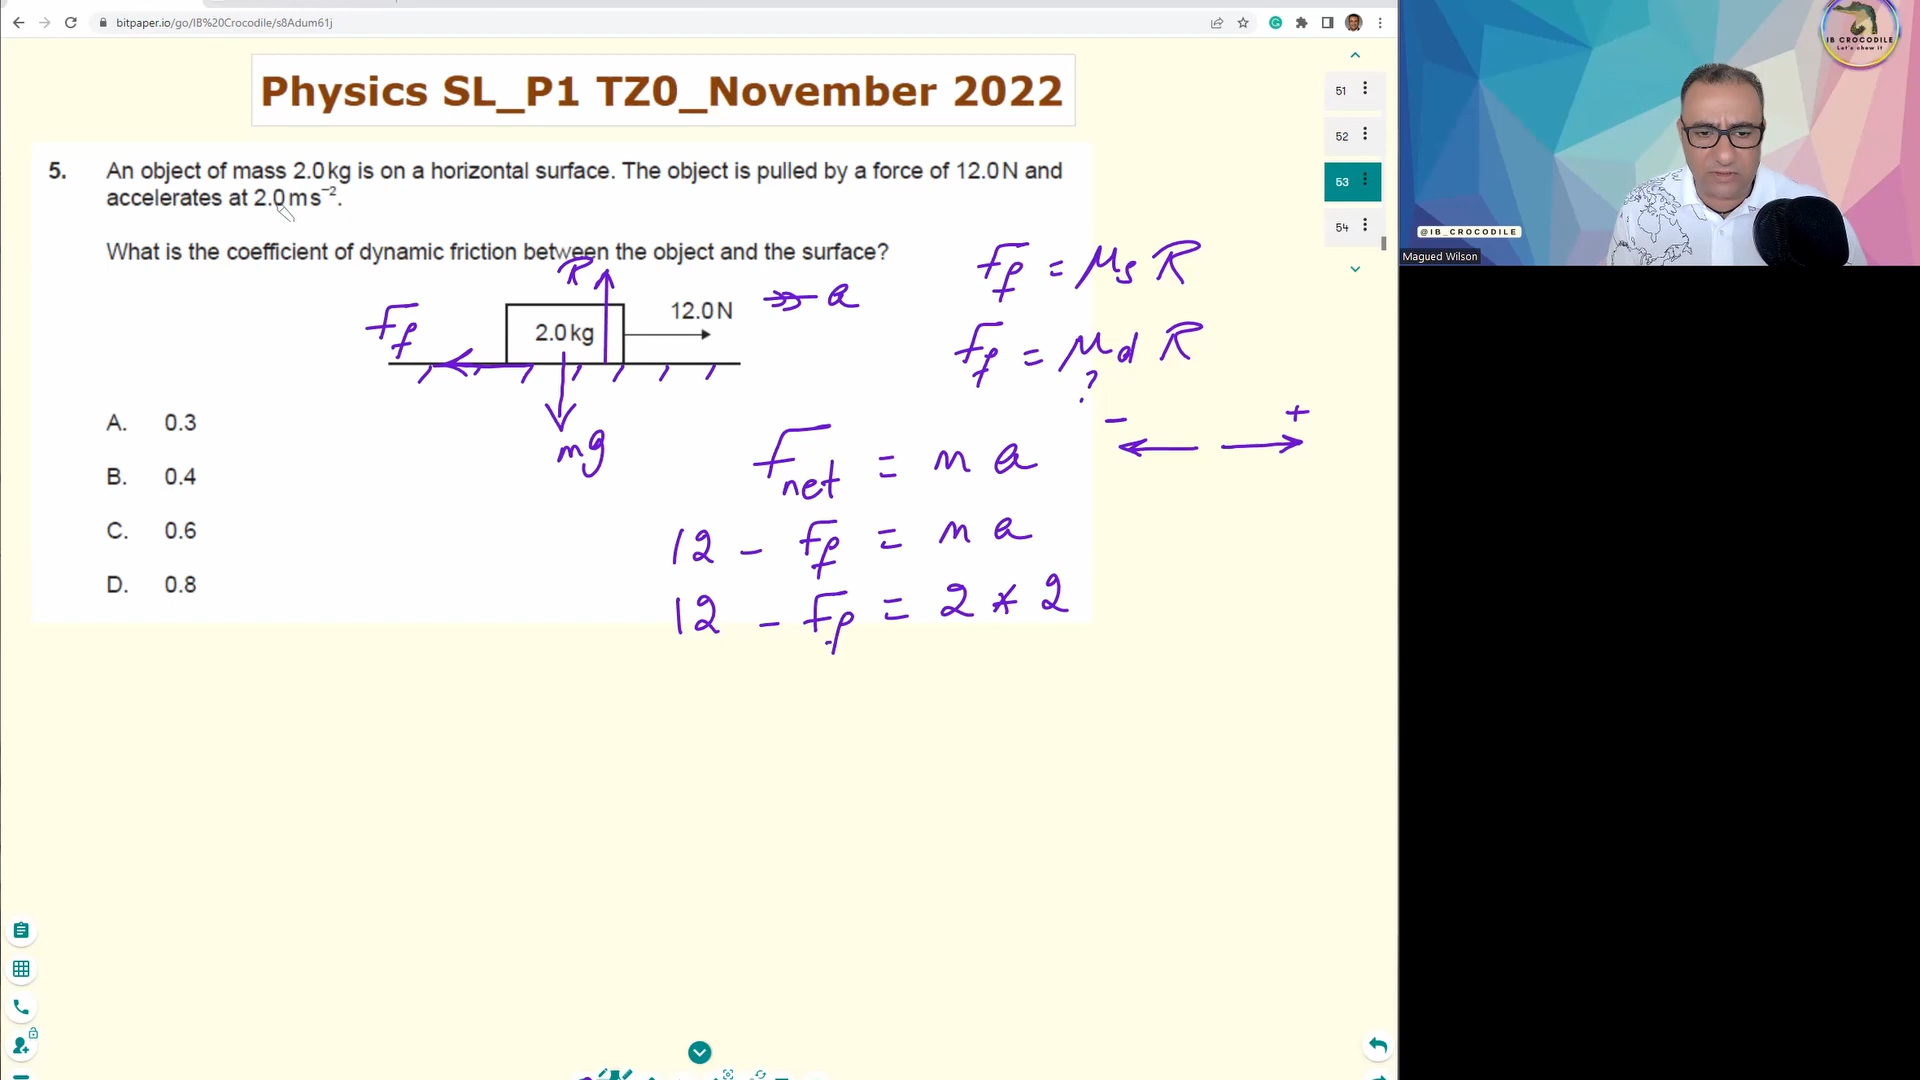 bitpaper.io/go/IB%20Crocodile/s8Adum61j
Physics SL_P1 TZ0_November 2022
5. An object of mass 2.0 kg is on a horizontal surface. The object is pulled by a force of 12.0 N and
accelerates at 2.0 m s⁻².
What is the coefficient of dynamic friction between the object and the surface?
R
Ff
2.0 kg
12.0 N
a
mg
Ff = μs R
Ff = μd R
?
- +
A. 0.3
B. 0.4
C. 0.6
D. 0.8
Fnet = m a
12 - Ff = m a
12 - Ff = 2 * 2
51
52
53
54
IB CROCODILE
Let's chew it
@IB_CROCODILE
Magued Wilson